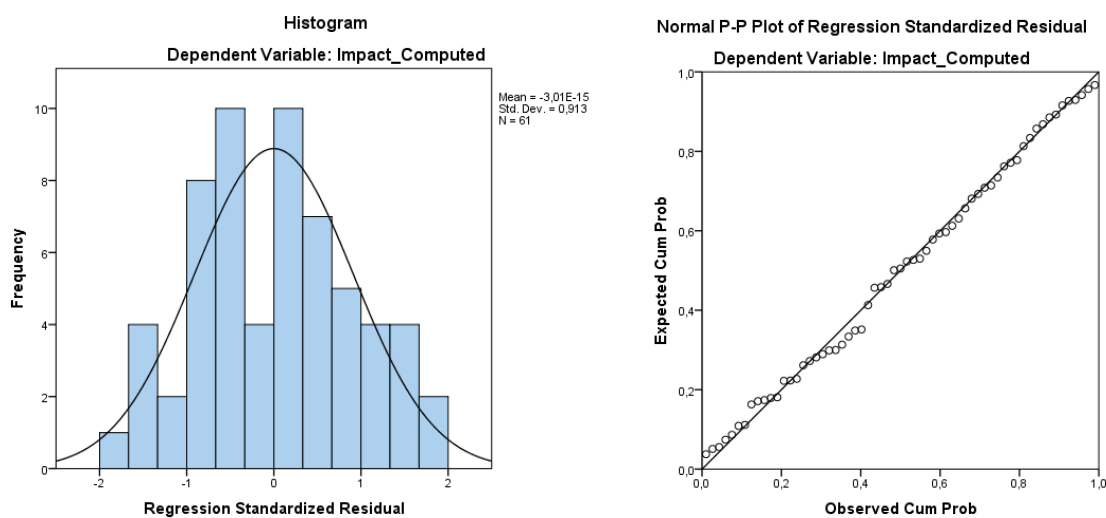 Histogram
Dependent Variable: Impact_Computed
Mean = -3,01E-15
Std. Dev. = 0,913
N = 61
10
8
6
4
2
0
Frequency
-2
-1
0
1
2
Regression Standardized Residual
Normal P-P Plot of Regression Standardized Residual
Dependent Variable: Impact_Computed
1,0
0,8
0,6
0,4
0,2
0,0
Expected Cum Prob
0,0
0,2
0,4
0,6
0,8
1,0
Observed Cum Prob